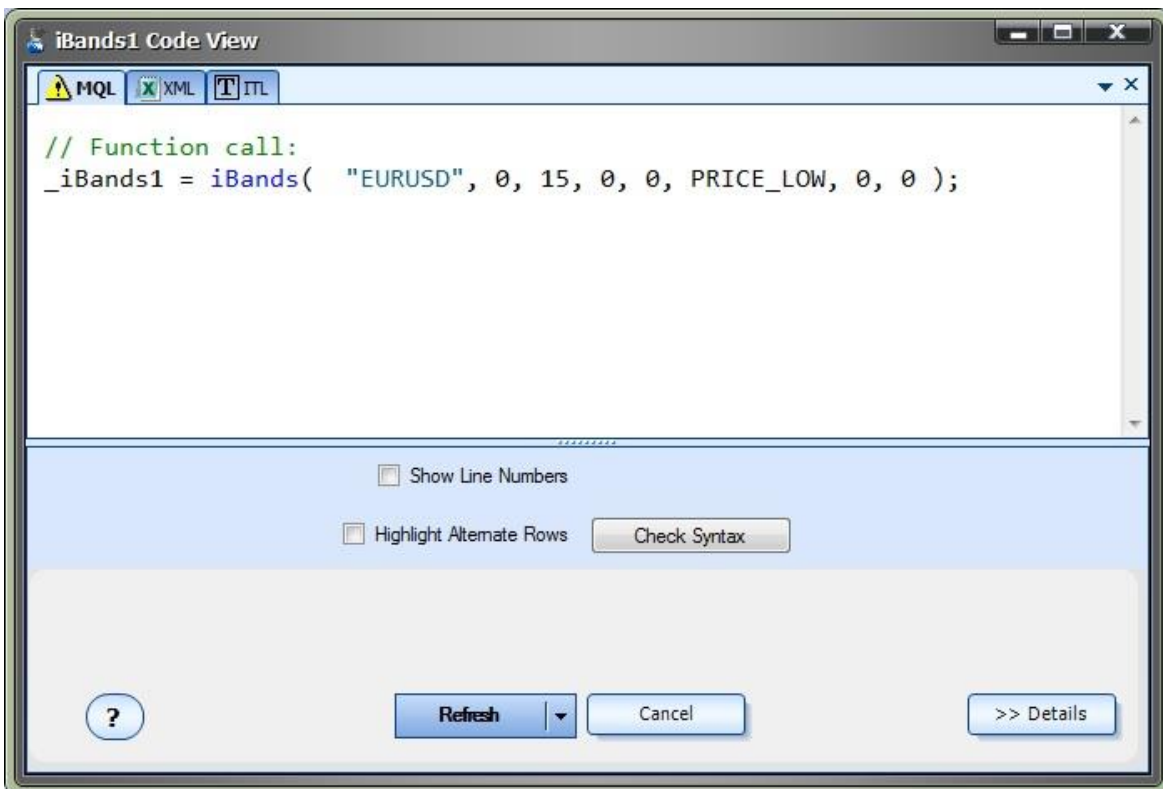 iBands1 Code View
MQL XML T ITL
// Function call:
_iBands1 = iBands(  "EURUSD", 0, 15, 0, 0, PRICE_LOW, 0, 0 );
Show Line Numbers
Highlight Alternate Rows Check Syntax
? Refresh Cancel >> Details